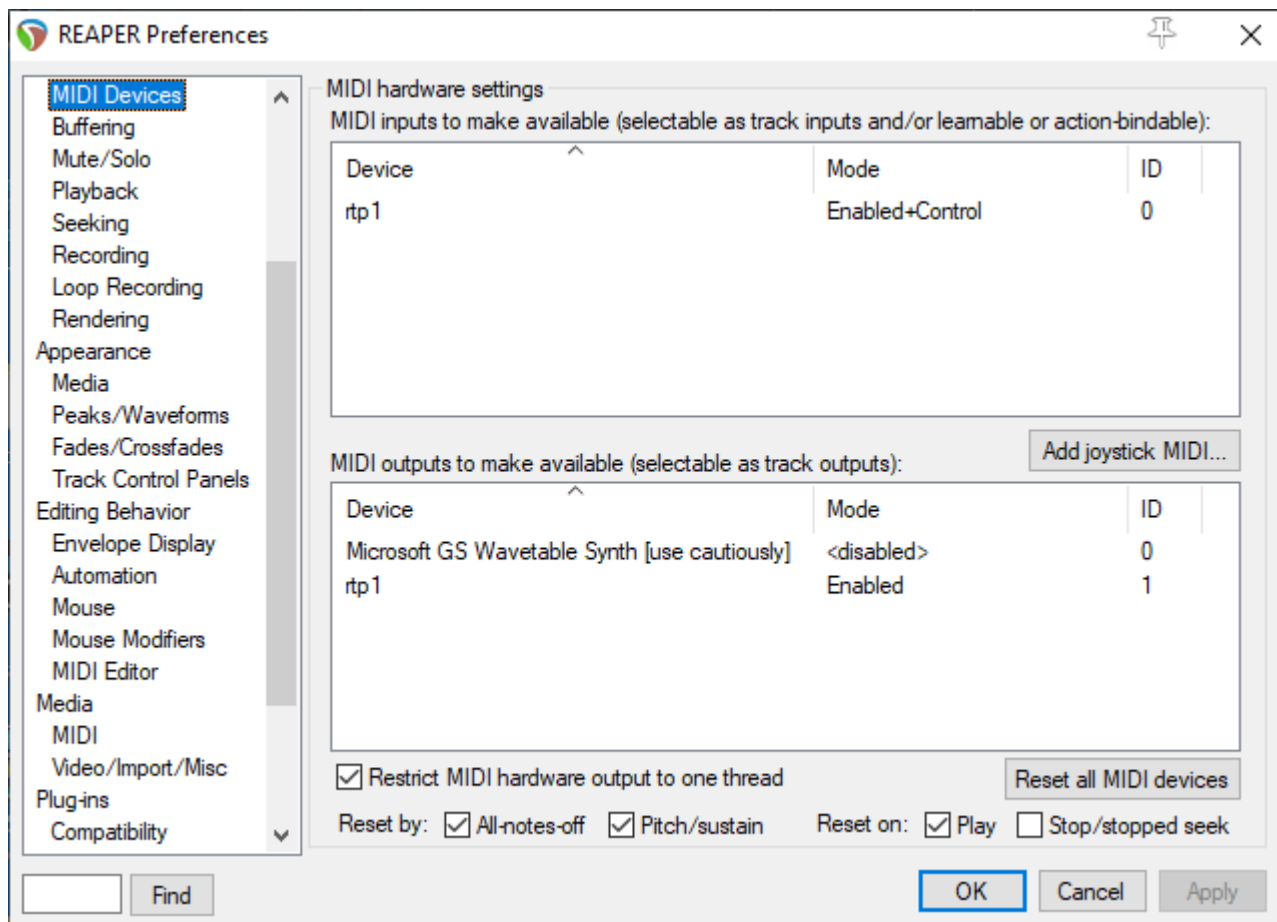 REAPER Preferences
MIDI Devices
Buffering
Mute/Solo
Playback
Seeking
Recording
Loop Recording
Rendering
Appearance
Media
Peaks/Waveforms
Fades/Crossfades
Track Control Panels
Editing Behavior
Envelope Display
Automation
Mouse
Mouse Modifiers
MIDI Editor
Media
MIDI
Video/Import/Misc
Plug-ins
Compatibility
Find
MIDI hardware settings
MIDI inputs to make available (selectable as track inputs and/or learnable or action-bindable):
Device Mode ID
rtp1 Enabled+Control 0
Add joystick MIDI...
MIDI outputs to make available (selectable as track outputs):
Device Mode ID
Microsoft GS Wavetable Synth [use cautiously] <disabled> 0
rtp1 Enabled 1
Restrict MIDI hardware output to one thread
Reset all MIDI devices
Reset by: All-notes-off Pitch/sustain Reset on: Play Stop/stopped seek
OK Cancel Apply